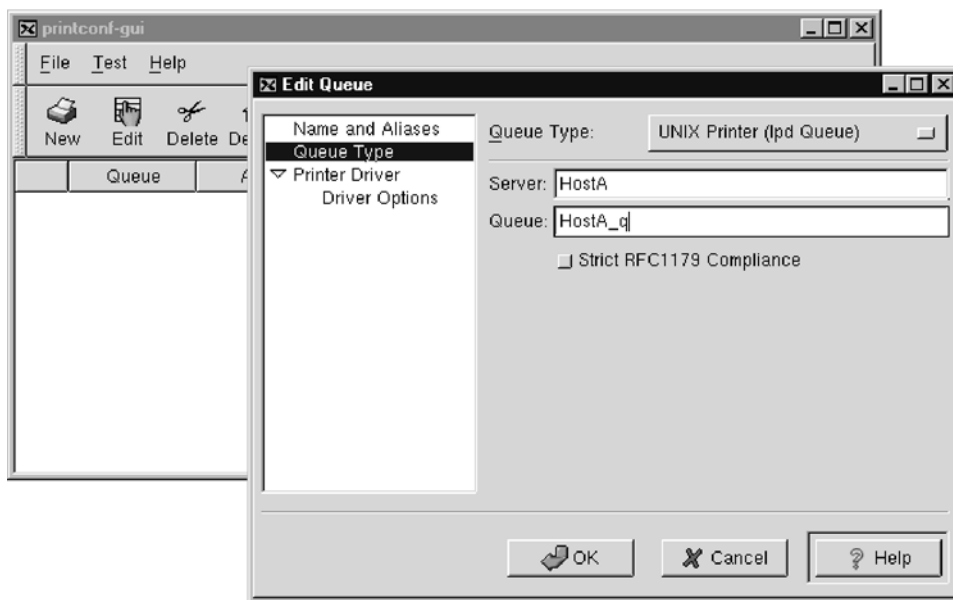 printconf-gui
File Test Help
New Edit Delete De
Queue
Edit Queue
Name and Aliases
Queue Type
Printer Driver
Driver Options
Queue Type: UNIX Printer (lpd Queue)
Server: HostA
Queue: HostA_q
Strict RFC1179 Compliance
OK Cancel Help